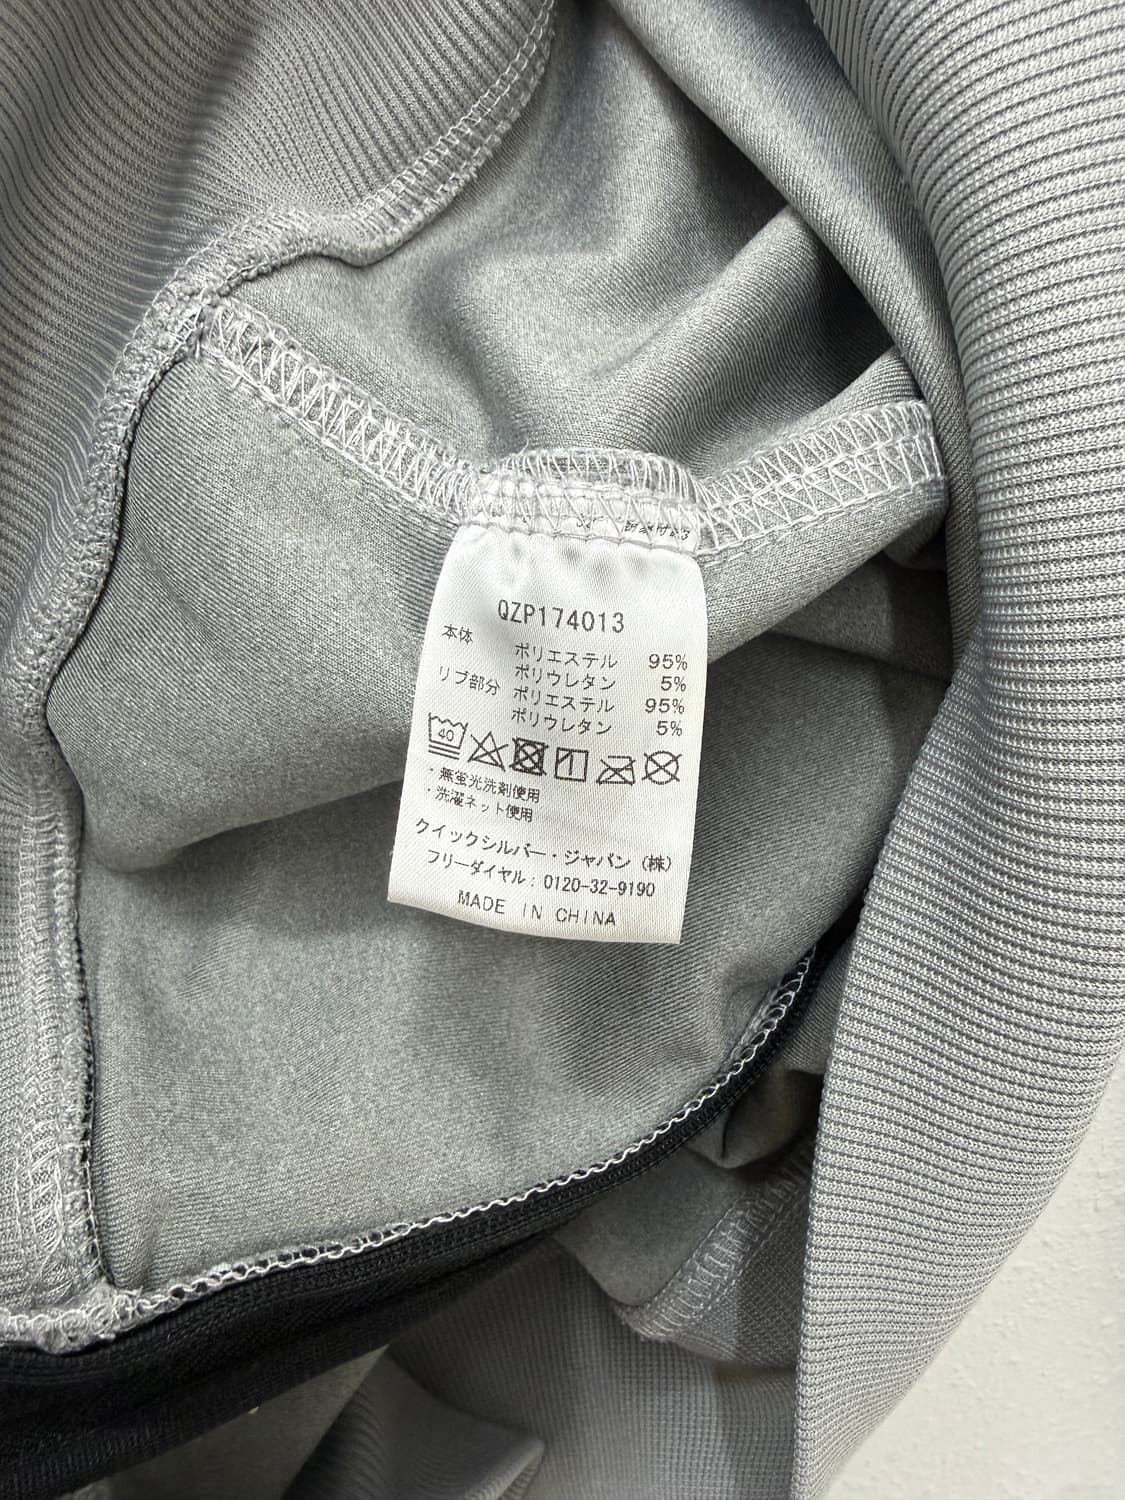 QZP174013
本体 ポリエステル 95%
ポリウレタン 5%
リブ部分 ポリエステル 95%
ポリウレタン 5%
40
・無蛍光洗剤使用
・洗濯ネット使用
クイックシルバー・ジャパン（株）
フリーダイヤル：0120-32-9190
MADE IN CHINA